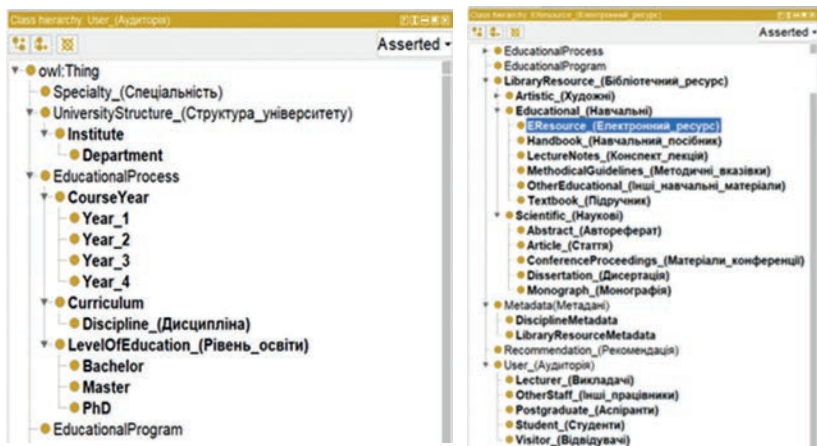 Class hierarchy: User_(Аудиторія)
Asserted
owl:Thing
Specialty_(Спеціальність)
UniversityStructure_(Структура_університету)
Institute
Department
EducationalProcess
CourseYear
Year_1
Year_2
Year_3
Year_4
Curriculum
Discipline_(Дисципліна)
LevelOfEducation_(Рівень_освіти)
Bachelor
Master
PhD
EducationalProgram
Class hierarchy: EResource_(Електронний_ресурс)
Asserted
EducationalProcess
EducationalProgram
LibraryResource_(Бібліотечний_ресурс)
Artistic_(Художні)
Educational_(Навчальні)
EResource_(Електронний_ресурс)
Handbook_(Навчальний_посібник)
LectureNotes_(Конспект_лекцій)
MethodicalGuidelines_(Методичні_вказівки)
OtherEducational_(Інші_навчальні_матеріали)
Textbook_(Підручник)
Scientific_(Наукові)
Abstract_(Автореферат)
Article_(Стаття)
ConferenceProceedings_(Матеріали_конференції)
Dissertation_(Дисертація)
Monograph_(Монографія)
Metadata(Метадані)
DisciplineMetadata
LibraryResourceMetadata
Recommendation_(Рекомендація)
User_(Аудиторія)
Lecturer_(Викладачі)
OtherStaff_(Інші_працівники)
Postgraduate_(Аспіранти)
Student_(Студенти)
Visitor_(Відвідувачі)